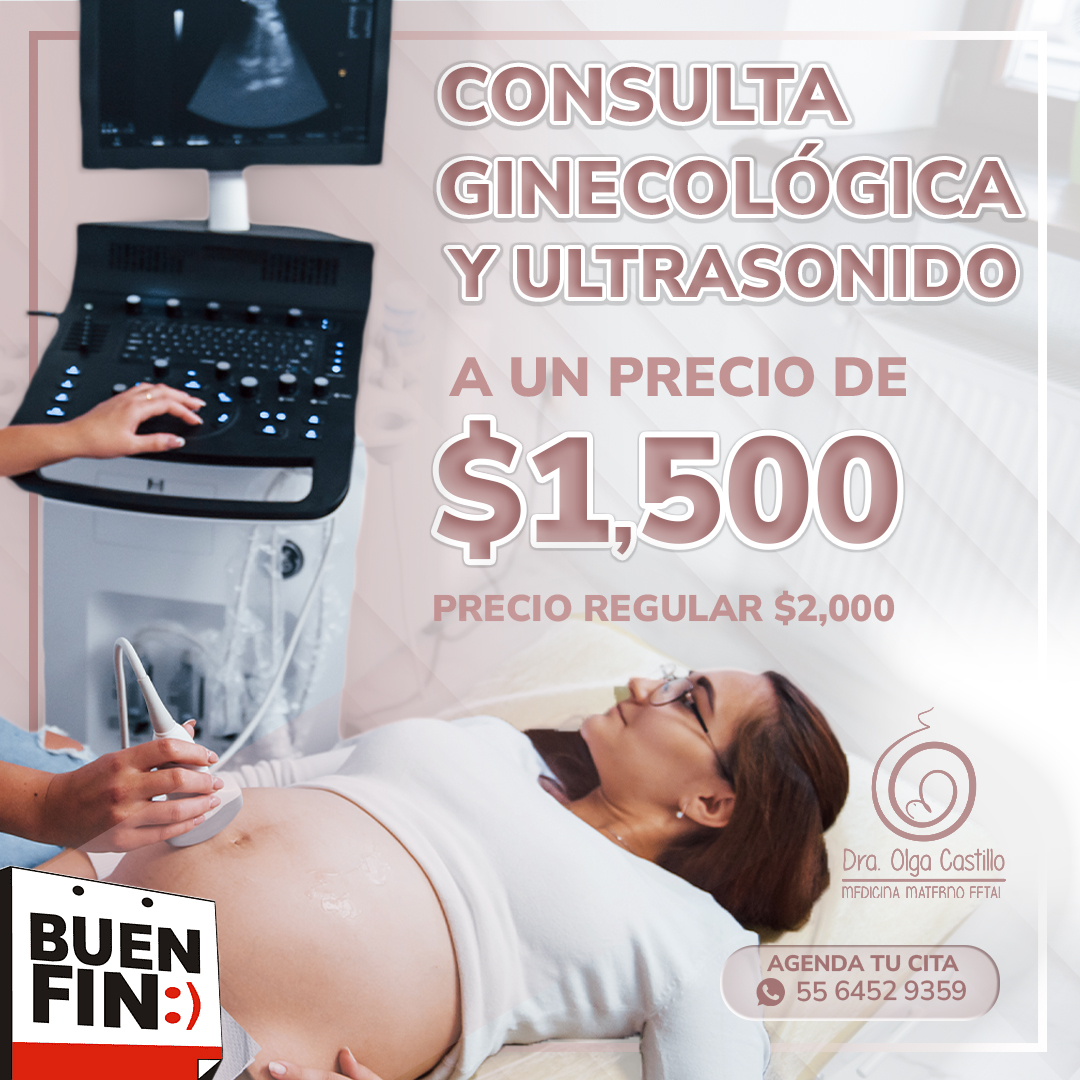 CONSULTA
GINECOLÓGICA
Y ULTRASONIDO
A UN PRECIO DE
$1,500
PRECIO REGULAR $2,000
Dra. Olga Castillo
MEDICINA MATERNO FETAL
AGENDA TU CITA
55 6452 9359
BUEN
FIN:)